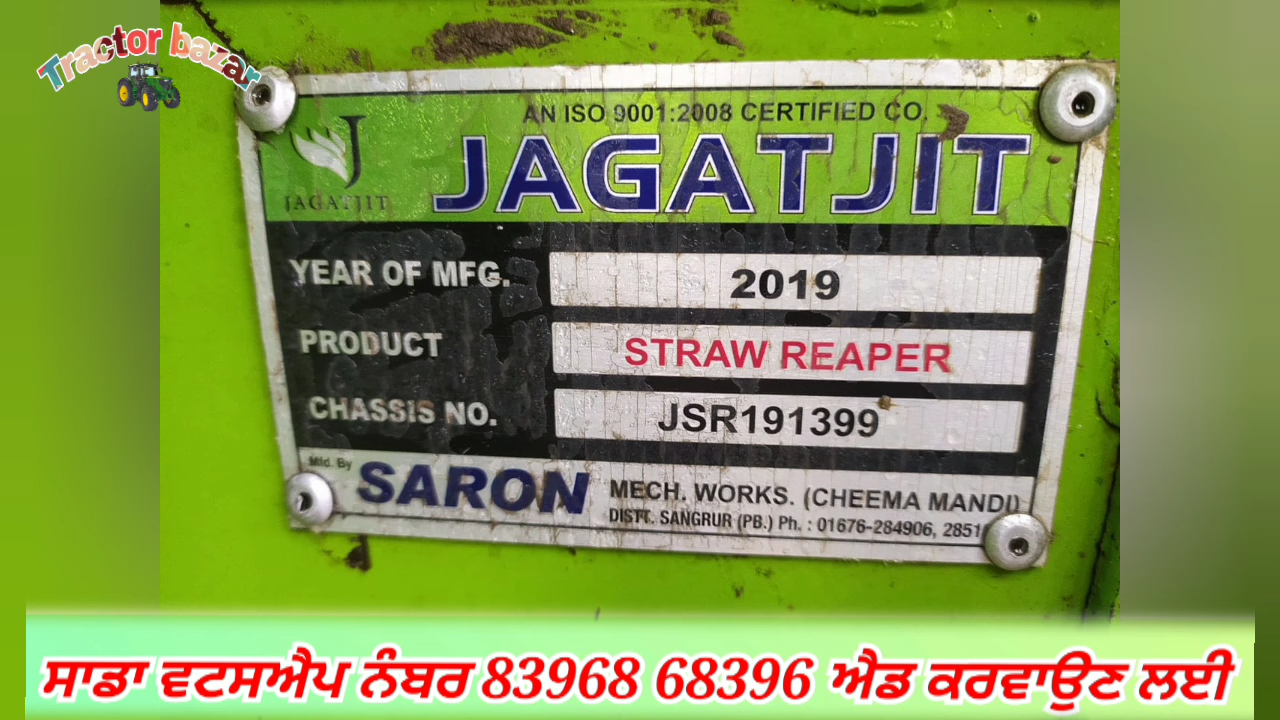 Tractor bazar
AN ISO 9001:2008 CERTIFIED CO.
JAGATJIT
JAGATJIT
YEAR OF MFG. 2019
PRODUCT STRAW REAPER
CHASSIS NO. JSR191399
Mfd. By SARON MECH. WORKS. (CHEEMA MANDI)
DISTT. SANGRUR (PB.) Ph. : 01676-284906,
ਸਾਡਾ ਵਟਸਐਪ ਨੰਬਰ 83968 68396 ਐਡ ਕਰਵਾਉਣ ਲਈ